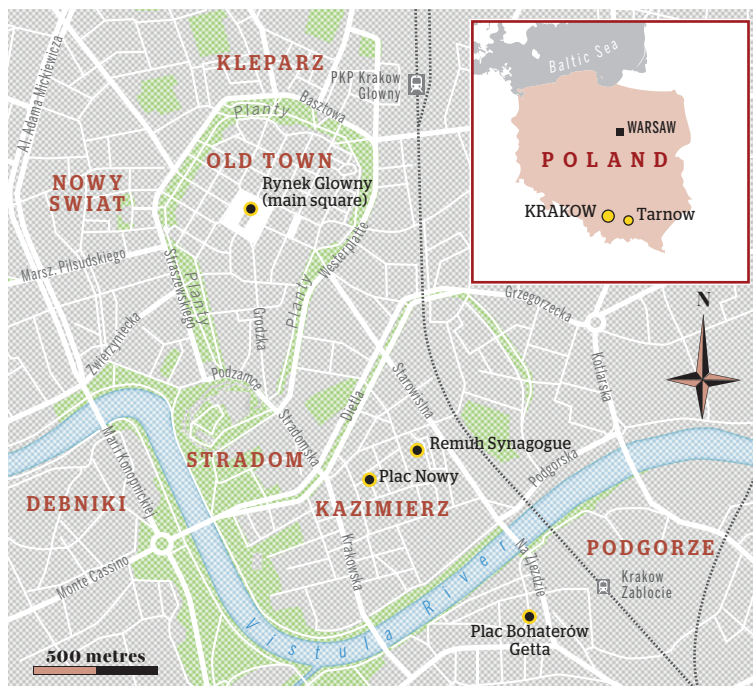 Al. Adama Mickiewicza
KLEPARZ
PKP Krakow
Glowny
Basztowa
Planty
OLD TOWN
Rynek Glowny
(main square)
NOWY
SWIAT
Marsz. Piłsudskiego
Straszewskiego
Planty
Grodzka
Planty
Westerplatte
Zwierzyniecka
Podzamce
Stradomska
Dietla
Starowislna
Grzegorzecka
Kotlarska
Baltic Sea
WARSAW
POLAND
KRAKOW
Tarnow
N
STRADOM
Remuh Synagogue
Plac Nowy
KAZIMIERZ
Podgorska
DEBNIKI
Marii Konopnickiej
Monte Cassino
Krakowska
Na Zjezdzie
PODGORZE
Krakow
Zablocie
Plac Bohaterów
Getta
Vistula River
500 metres